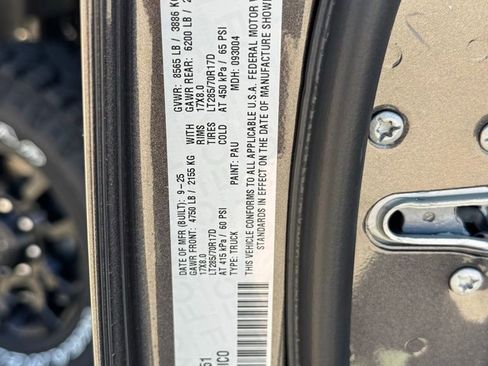 DATE OF MFR (BUILT): 9-25 GVWR: 8565 LB / 3886 K
GAWR FRONT: 4750 LB / 2155 KG WITH GAWR REAR: 6200 LB /
17X8.0 RIMS 17X8.0
LT285/70R17D TIRES LT285/70R17D
AT 415 kPa / 60 PSI COLD AT 450 kPa / 65 PSI
TYPE: TRUCK PAINT: PAU MDH: 093004
THIS VEHICLE CONFORMS TO ALL APPLICABLE U.S.A. FEDERAL MOTOR
STANDARDS IN EFFECT ON THE DATE OF MANUFACTURE SHOW
51
ICO